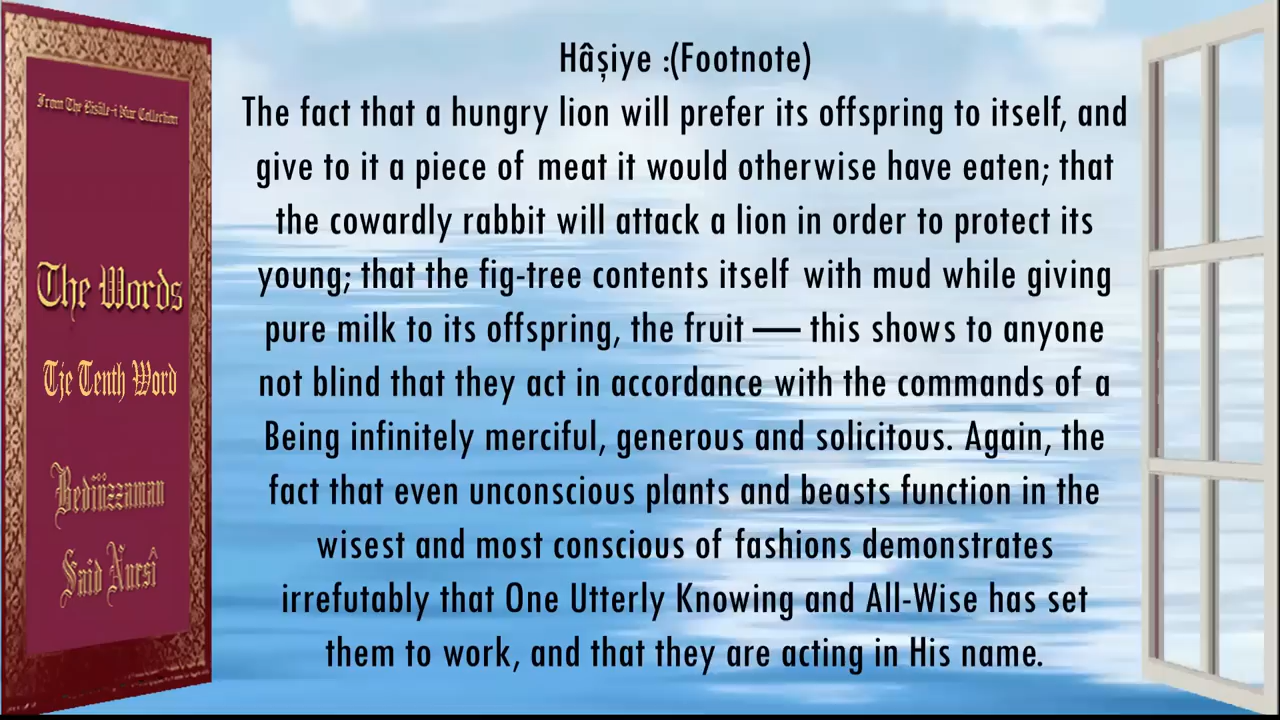 From The Risâle-i Nur Collection
The Words
Tje Tenth Word
Bediüzzaman
Said Nursî
Hâşiye :(Footnote)
The fact that a hungry lion will prefer its offspring to itself, and
give to it a piece of meat it would otherwise have eaten; that
the cowardly rabbit will attack a lion in order to protect its
young; that the fig-tree contents itself with mud while giving
pure milk to its offspring, the fruit — this shows to anyone
not blind that they act in accordance with the commands of a
Being infinitely merciful, generous and solicitous. Again, the
fact that even unconscious plants and beasts function in the
wisest and most conscious of fashions demonstrates
irrefutably that One Utterly Knowing and All-Wise has set
them to work, and that they are acting in His name.